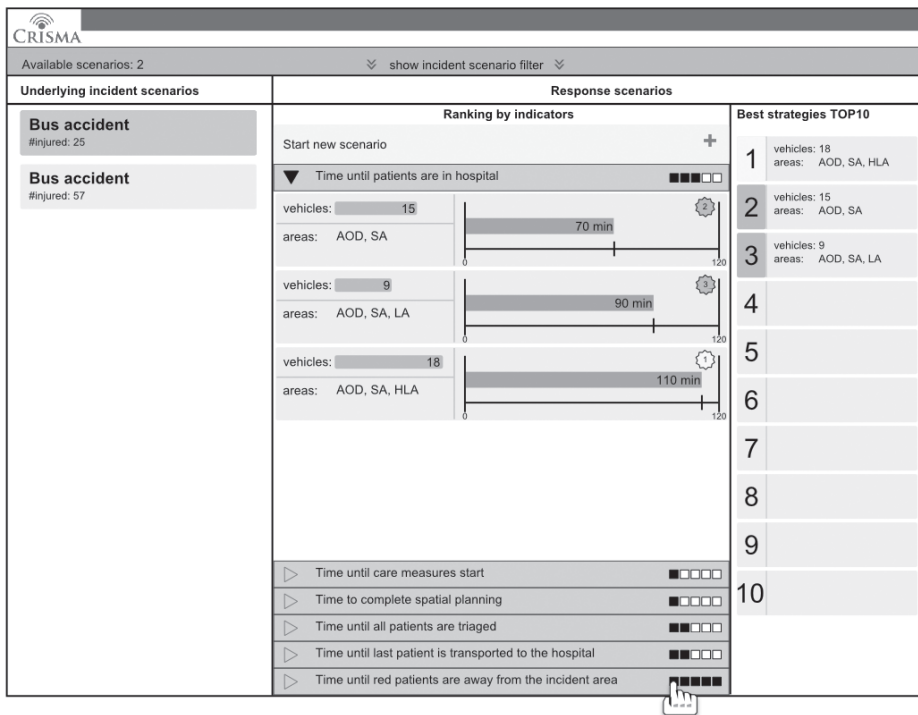 CRISMA
Available scenarios: 2
show incident scenario filter
Underlying incident scenarios
Bus accident
#injured: 25
Bus accident
#injured: 57
Response scenarios
Ranking by indicators
Start new scenario +
Time until patients are in hospital
vehicles: 15
areas: AOD, SA
70 min
2
0 120
vehicles: 9
areas: AOD, SA, LA
90 min
3
0 120
vehicles: 18
areas: AOD, SA, HLA
110 min
1
0 120
Time until care measures start
Time to complete spatial planning
Time until all patients are triaged
Time until last patient is transported to the hospital
Time until red patients are away from the incident area
Best strategies TOP10
1
vehicles: 18
areas: AOD, SA, HLA
2
vehicles: 15
areas: AOD, SA
3
vehicles: 9
areas: AOD, SA, LA
4
5
6
7
8
9
10